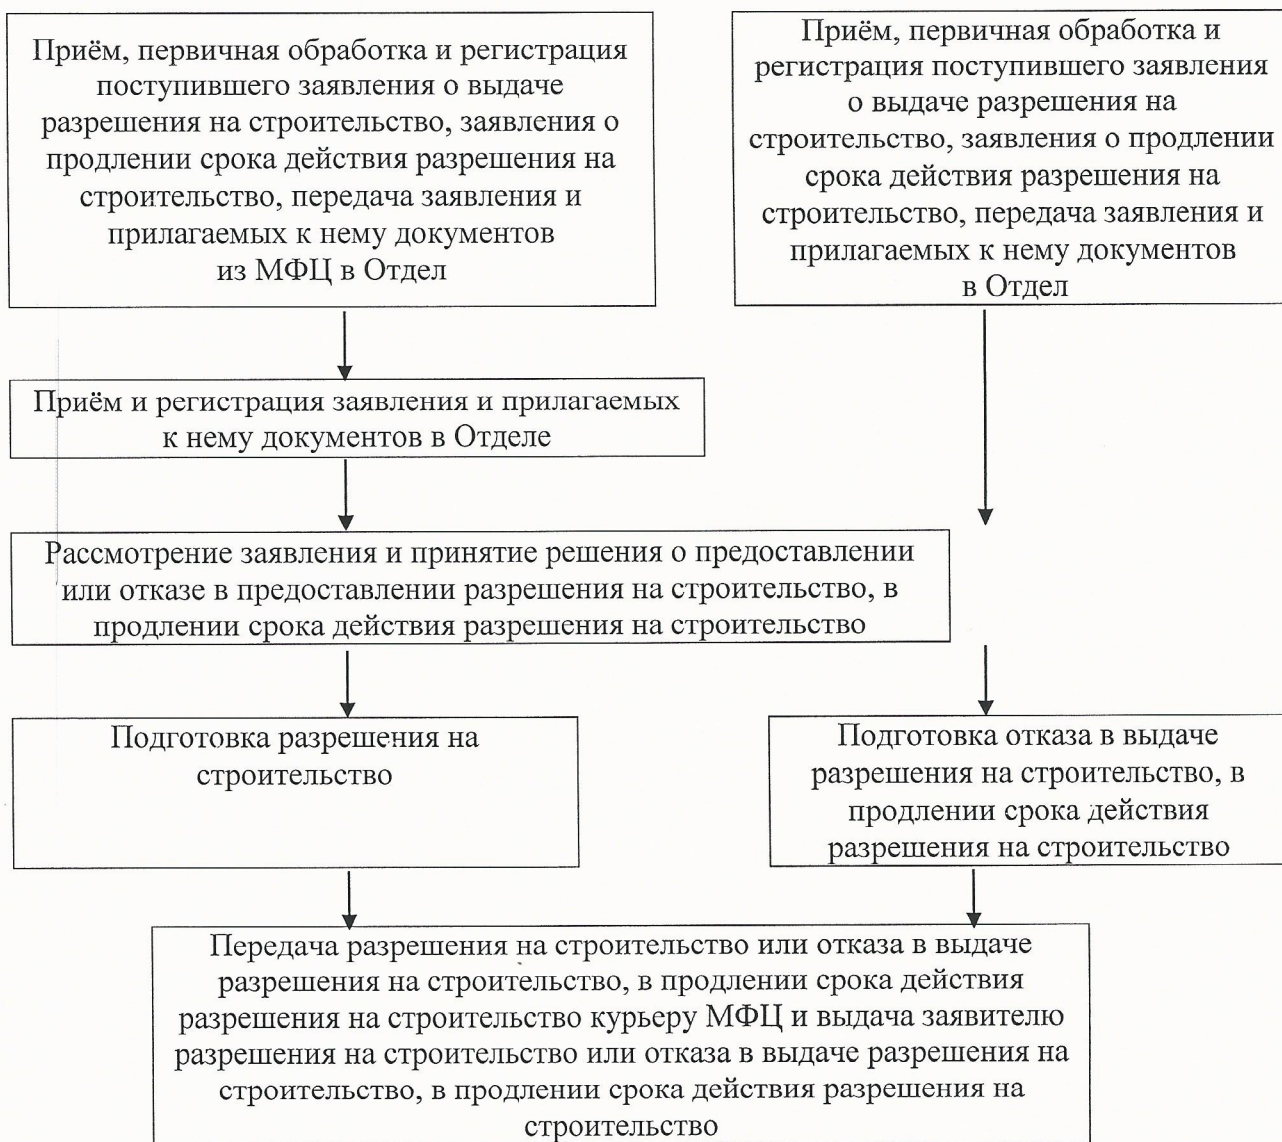 Приём, первичная обработка и регистрация
поступившего заявления о выдаче
разрешения на строительство, заявления о
продлении срока действия разрешения на
строительство, передача заявления и
прилагаемых к нему документов
из МФЦ в Отдел
Приём, первичная обработка и
регистрация поступившего заявления
о выдаче разрешения на
строительство, заявления о продлении
срока действия разрешения на
строительство, передача заявления и
прилагаемых к нему документов
в Отдел
Приём и регистрация заявления и прилагаемых
к нему документов в Отделе
Рассмотрение заявления и принятие решения о предоставлении
или отказе в предоставлении разрешения на строительство, в
продлении срока действия разрешения на строительство
Подготовка разрешения на
строительство
Подготовка отказа в выдаче
разрешения на строительство, в
продлении срока действия
разрешения на строительство
Передача разрешения на строительство или отказа в выдаче
разрешения на строительство, в продлении срока действия
разрешения на строительство курьеру МФЦ и выдача заявителю
разрешения на строительство или отказа в выдаче разрешения на
строительство, в продлении срока действия разрешения на
строительство